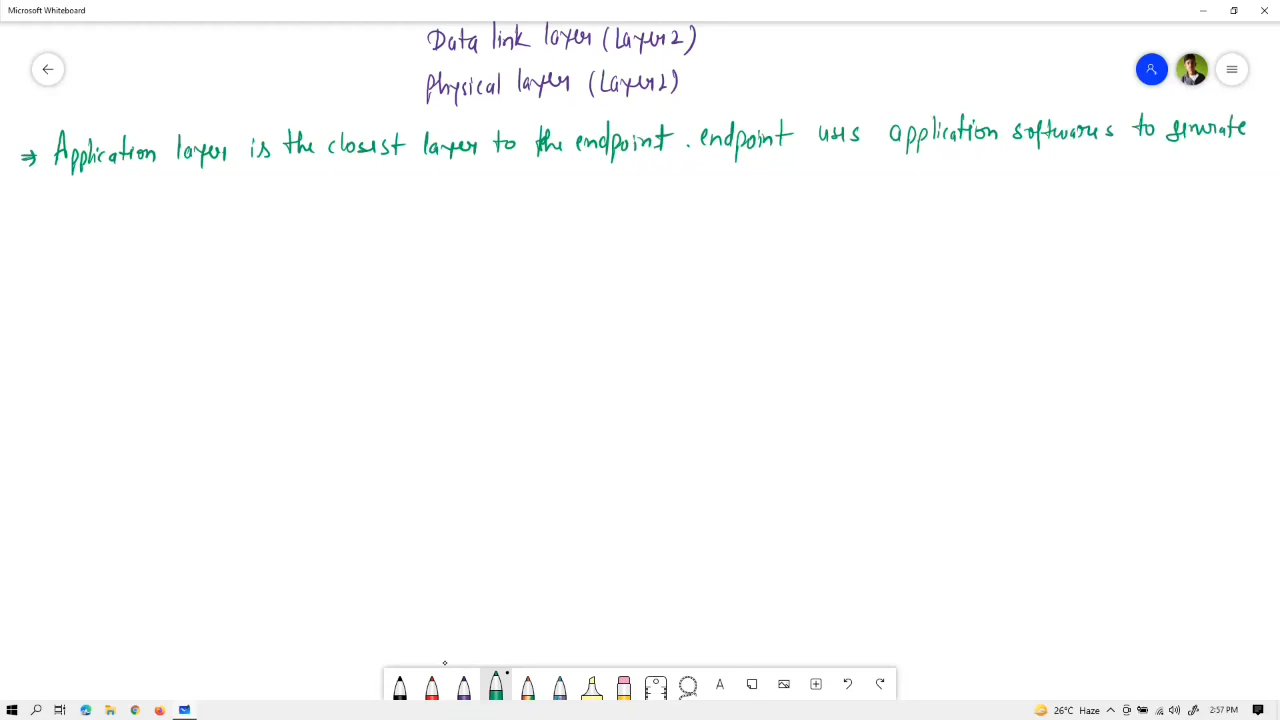 Microsoft Whiteboard
Data link layer (Layer 2)
Physical layer (Layer 1)
⇒ Application layer is the closest layer to the endpoint. endpoint uses application softwares to generate
A
26°C Haze
2:57 PM